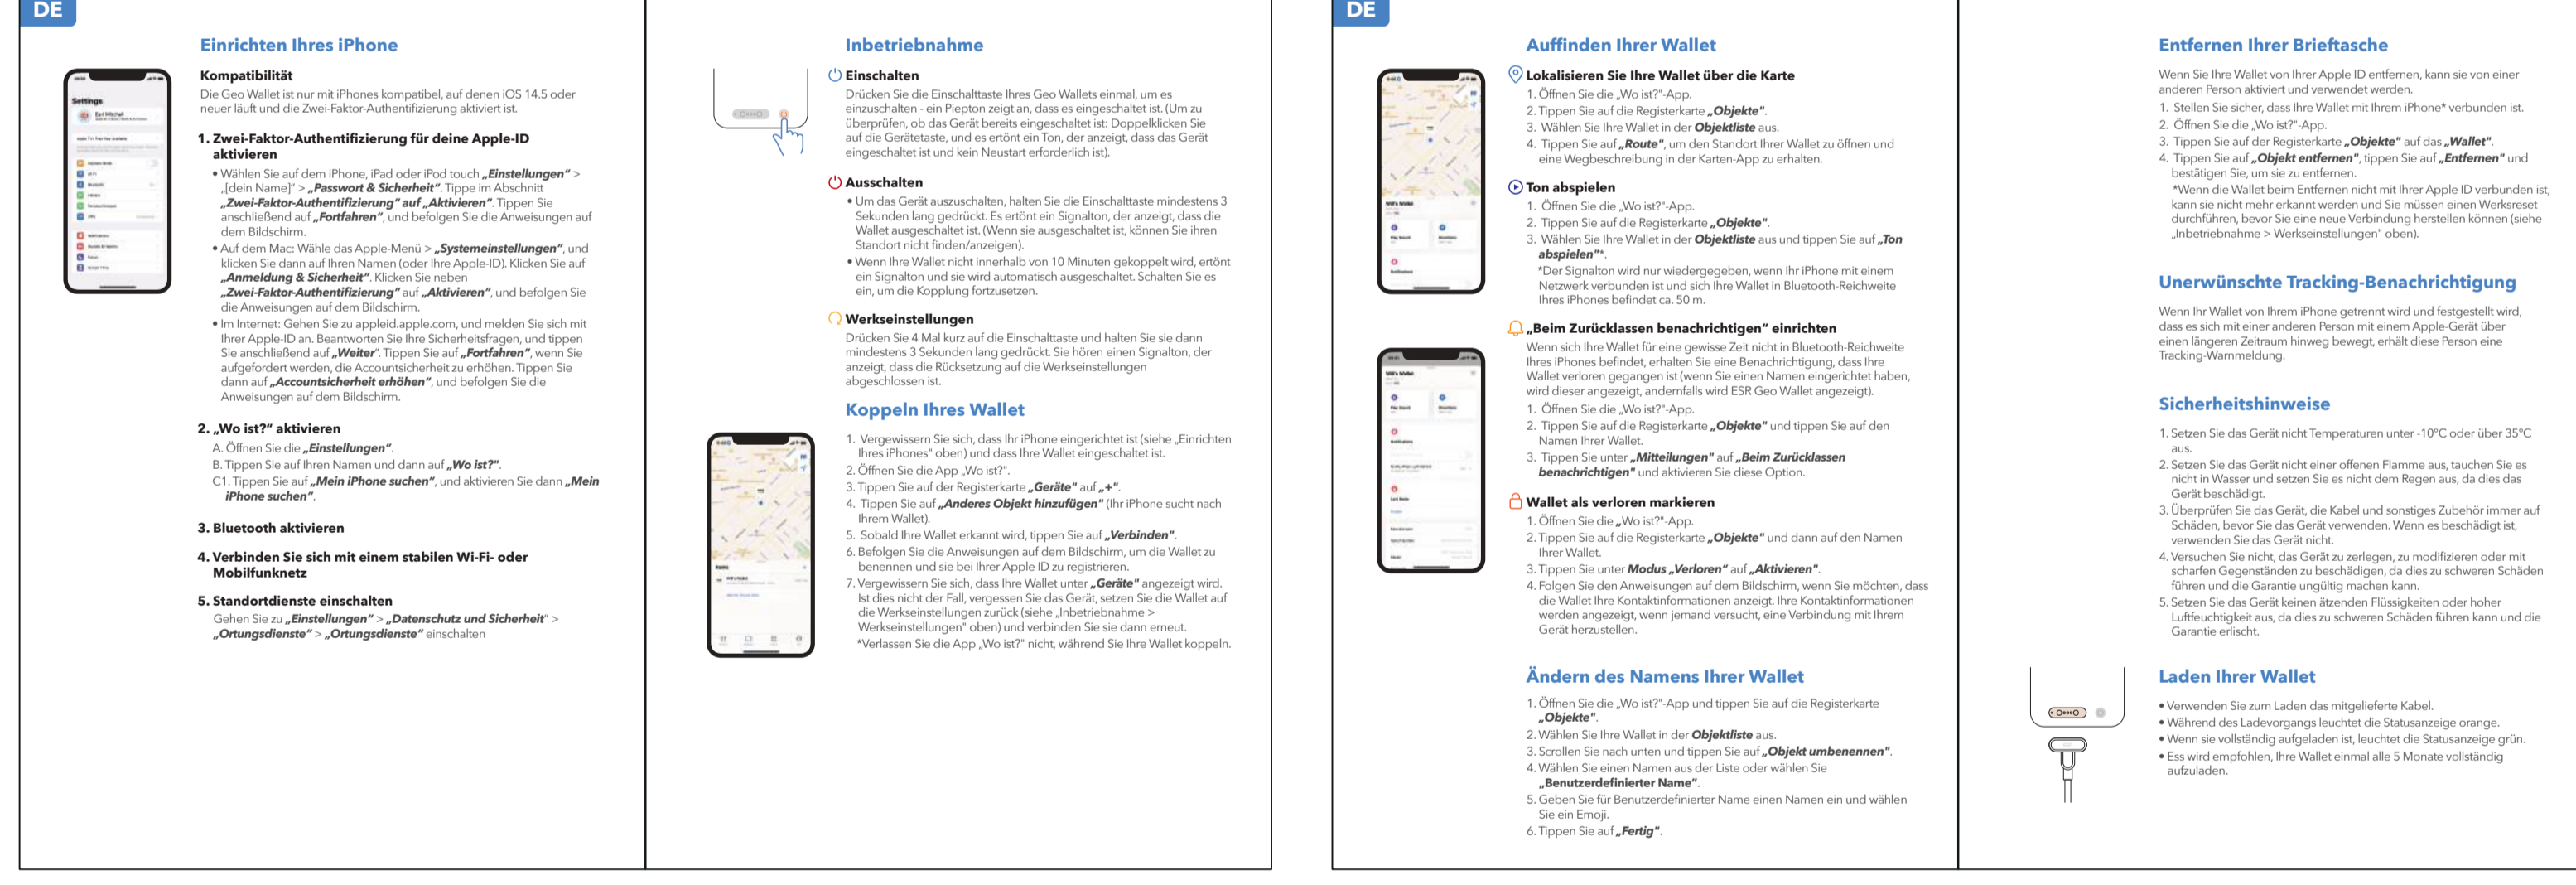 DE
Einrichten Ihres iPhone
Kompatibilität
Die Geo Wallet ist nur mit iPhones kompatibel, auf denen iOS 14.5 oder
neuer läuft und die Zwei-Faktor-Authentifizierung aktiviert ist.
1. Zwei-Faktor-Authentifizierung für deine Apple-ID
aktivieren
• Wählen Sie auf dem iPhone, iPad oder iPod touch „Einstellungen“ >
„[dein Name]“ > „Passwort & Sicherheit“. Tippe im Abschnitt
„Zwei-Faktor-Authentifizierung“ auf „Aktivieren“. Tippen Sie
anschließend auf „Fortfahren“, und befolgen Sie die Anweisungen auf
dem Bildschirm.
• Auf dem Mac: Wähle das Apple-Menü > „Systemeinstellungen“, und
klicken Sie dann auf Ihren Namen (oder Ihre Apple-ID). Klicken Sie auf
„Anmeldung & Sicherheit“. Klicken Sie neben
„Zwei-Faktor-Authentifizierung“ auf „Aktivieren“, und befolgen Sie
die Anweisungen auf dem Bildschirm.
• Im Internet: Gehen Sie zu appleid.apple.com, und melden Sie sich mit
Ihrer Apple-ID an. Beantworten Sie Ihre Sicherheitsfragen, und tippen
Sie anschließend auf „Weiter“. Tippen Sie auf „Fortfahren“, wenn Sie
aufgefordert werden, die Accountsicherheit zu erhöhen. Tippen Sie
dann auf „Accountsicherheit erhöhen“, und befolgen Sie die
Anweisungen auf dem Bildschirm.
2. „Wo ist?“ aktivieren
A. Öffnen Sie die „Einstellungen“.
B. Tippen Sie auf Ihren Namen und dann auf „Wo ist?“.
C1. Tippen Sie auf „Mein iPhone suchen“, und aktivieren Sie dann „Mein
iPhone suchen“.
3. Bluetooth aktivieren
4. Verbinden Sie sich mit einem stabilen Wi-Fi- oder
Mobilfunknetz
5. Standortdienste einschalten
Gehen Sie zu „Einstellungen“ > „Datenschutz und Sicherheit“ >
„Ortungsdienste“ > „Ortungsdienste“ einschalten
Settings
Inbetriebnahme
Einschalten
Drücken Sie die Einschalttaste Ihres Geo Wallets einmal, um es
einzuschalten - ein Piepton zeigt an, dass es eingeschaltet ist. (Um zu
überprüfen, ob das Gerät bereits eingeschaltet ist: Doppelklicken Sie
auf die Gerätetaste, und es ertönt ein Ton, der anzeigt, dass das Gerät
eingeschaltet ist und kein Neustart erforderlich ist).
Ausschalten
• Um das Gerät auszuschalten, halten Sie die Einschalttaste mindestens 3
Sekunden lang gedrückt. Es ertönt ein Signalton, der anzeigt, dass die
Wallet ausgeschaltet ist. (Wenn sie ausgeschaltet ist, können Sie ihren
Standort nicht finden/anzeigen).
• Wenn Ihre Wallet nicht innerhalb von 10 Minuten gekoppelt wird, ertönt
ein Signalton und sie wird automatisch ausgeschaltet. Schalten Sie es
ein, um die Kopplung fortzusetzen.
Werkseinstellungen
Drücken Sie 4 Mal kurz auf die Einschalttaste und halten Sie sie dann
mindestens 3 Sekunden lang gedrückt. Sie hören einen Signalton, der
anzeigt, dass die Rücksetzung auf die Werkseinstellungen
abgeschlossen ist.
Koppeln Ihres Wallet
1. Vergewissern Sie sich, dass Ihr iPhone eingerichtet ist (siehe „Einrichten
Ihres iPhones“ oben) und dass Ihre Wallet eingeschaltet ist.
2. Öffnen Sie die App „Wo ist?“.
3. Tippen Sie auf der Registerkarte „Geräte“ auf „+“.
4. Tippen Sie auf „Anderes Objekt hinzufügen“ (Ihr iPhone sucht nach
Ihrem Wallet).
5. Sobald Ihre Wallet erkannt wird, tippen Sie auf „Verbinden“.
6. Befolgen Sie die Anweisungen auf dem Bildschirm, um die Wallet zu
benennen und sie bei Ihrer Apple ID zu registrieren.
7. Vergewissern Sie sich, dass Ihre Wallet unter „Geräte“ angezeigt wird.
Ist dies nicht der Fall, vergessen Sie das Gerät, setzen Sie die Wallet auf
die Werkseinstellungen zurück (siehe „Inbetriebnahme >
Werkseinstellungen“ oben) und verbinden Sie sie dann erneut.
*Verlassen Sie die App „Wo ist?“ nicht, während Sie Ihre Wallet koppeln.
DE
Auffinden Ihrer Wallet
Lokalisieren Sie Ihre Wallet über die Karte
1. Öffnen Sie die „Wo ist?“-App.
2. Tippen Sie auf die Registerkarte „Objekte“.
3. Wählen Sie Ihre Wallet in der Objektliste aus.
4. Tippen Sie auf „Route“, um den Standort Ihrer Wallet zu öffnen und
eine Wegbeschreibung in der Karten-App zu erhalten.
Ton abspielen
1. Öffnen Sie die „Wo ist?“-App.
2. Tippen Sie auf die Registerkarte „Objekte“.
3. Wählen Sie Ihre Wallet in der Objektliste aus und tippen Sie auf „Ton
abspielen“*.
*Der Signalton wird nur wiedergegeben, wenn Ihr iPhone mit einem
Netzwerk verbunden ist und sich Ihre Wallet in Bluetooth-Reichweite
Ihres iPhones befindet ca. 50 m.
„Beim Zurücklassen benachrichtigen“ einrichten
Wenn sich Ihre Wallet für eine gewisse Zeit nicht in Bluetooth-Reichweite
Ihres iPhones befindet, erhalten Sie eine Benachrichtigung, dass Ihre
Wallet verloren gegangen ist (wenn Sie einen Namen eingerichtet haben,
wird dieser angezeigt, andernfalls wird ESR Geo Wallet angezeigt).
1. Öffnen Sie die „Wo ist?“-App.
2. Tippen Sie auf die Registerkarte „Objekte“ und tippen Sie auf den
Namen Ihrer Wallet.
3. Tippen Sie unter „Mitteilungen“ auf „Beim Zurücklassen
benachrichtigen“ und aktivieren Sie diese Option.
Wallet als verloren markieren
1. Öffnen Sie die „Wo ist?“-App.
2. Tippen Sie auf die Registerkarte „Objekte“ und dann auf den Namen
Ihrer Wallet.
3. Tippen Sie unter Modus „Verloren“ auf „Aktivieren“.
4. Folgen Sie den Anweisungen auf dem Bildschirm, wenn Sie möchten, dass
die Wallet Ihre Kontaktinformationen anzeigt. Ihre Kontaktinformationen
werden angezeigt, wenn jemand versucht, eine Verbindung mit Ihrem
Gerät herzustellen.
Ändern des Namens Ihrer Wallet
1. Öffnen Sie die „Wo ist?“-App und tippen Sie auf die Registerkarte
„Objekte“.
2. Wählen Sie Ihre Wallet in der Objektliste aus.
3. Scrollen Sie nach unten und tippen Sie auf „Objekt umbenennen“.
4. Wählen Sie einen Namen aus der Liste oder wählen Sie
„Benutzerdefinierter Name“.
5. Geben Sie für Benutzerdefinierter Name einen Namen ein und wählen
Sie ein Emoji.
6. Tippen Sie auf „Fertig“.
Entfernen Ihrer Brieftasche
Wenn Sie Ihre Wallet von Ihrer Apple ID entfernen, kann sie von einer
anderen Person aktiviert und verwendet werden.
1. Stellen Sie sicher, dass Ihre Wallet mit Ihrem iPhone* verbunden ist.
2. Öffnen Sie die „Wo ist?“-App.
3. Tippen Sie auf der Registerkarte „Objekte“ auf das „Wallet“.
4. Tippen Sie auf „Objekt entfernen“, tippen Sie auf „Entfernen“ und
bestätigen Sie, um sie zu entfernen.
*Wenn die Wallet beim Entfernen nicht mit Ihrer Apple ID verbunden ist,
kann sie nicht mehr erkannt werden und Sie müssen einen Werksreset
durchführen, bevor Sie eine neue Verbindung herstellen können (siehe
„Inbetriebnahme > Werkseinstellungen“ oben).
Unerwünschte Tracking-Benachrichtigung
Wenn Ihr Wallet von Ihrem iPhone getrennt wird und festgestellt wird,
dass es sich mit einer anderen Person mit einem Apple-Gerät über
einen längeren Zeitraum hinweg bewegt, erhält diese Person eine
Tracking-Warnmeldung.
Sicherheitshinweise
1. Setzen Sie das Gerät nicht Temperaturen unter -10°C oder über 35°C
aus.
2. Setzen Sie das Gerät nicht einer offenen Flamme aus, tauchen Sie es
nicht in Wasser und setzen Sie es nicht dem Regen aus, da dies das
Gerät beschädigt.
3. Überprüfen Sie das Gerät, die Kabel und sonstiges Zubehör immer auf
Schäden, bevor Sie das Gerät verwenden. Wenn es beschädigt ist,
verwenden Sie das Gerät nicht.
4. Versuchen Sie nicht, das Gerät zu zerlegen, zu modifizieren oder mit
scharfen Gegenständen zu beschädigen, da dies zu schweren Schäden
führen und die Garantie ungültig machen kann.
5. Setzen Sie das Gerät keinen ätzenden Flüssigkeiten oder hoher
Luftfeuchtigkeit aus, da dies zu schweren Schäden führen kann und die
Garantie erlischt.
Laden Ihrer Wallet
• Verwenden Sie zum Laden das mitgelieferte Kabel.
• Während des Ladevorgangs leuchtet die Statusanzeige orange.
• Wenn sie vollständig aufgeladen ist, leuchtet die Statusanzeige grün.
• Ess wird empfohlen, Ihre Wallet einmal alle 5 Monate vollständig
aufzuladen.